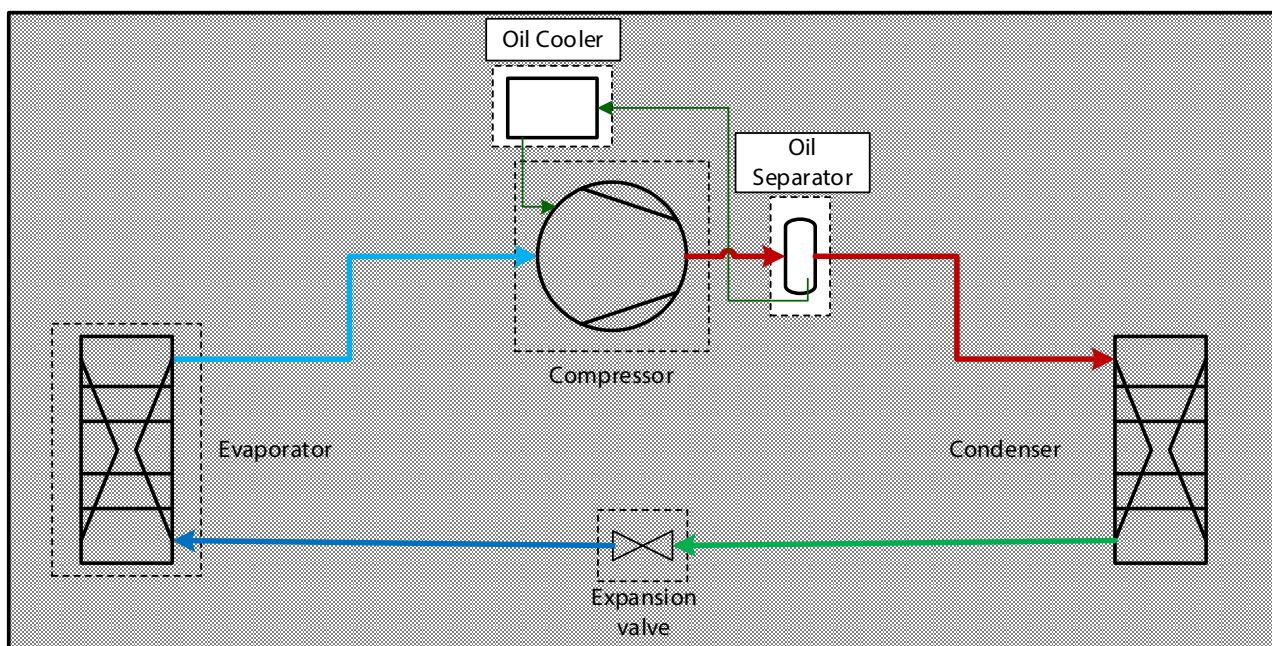 Oil Cooler
Oil
Separator
Compressor
Evaporator
Condenser
Expansion
valve